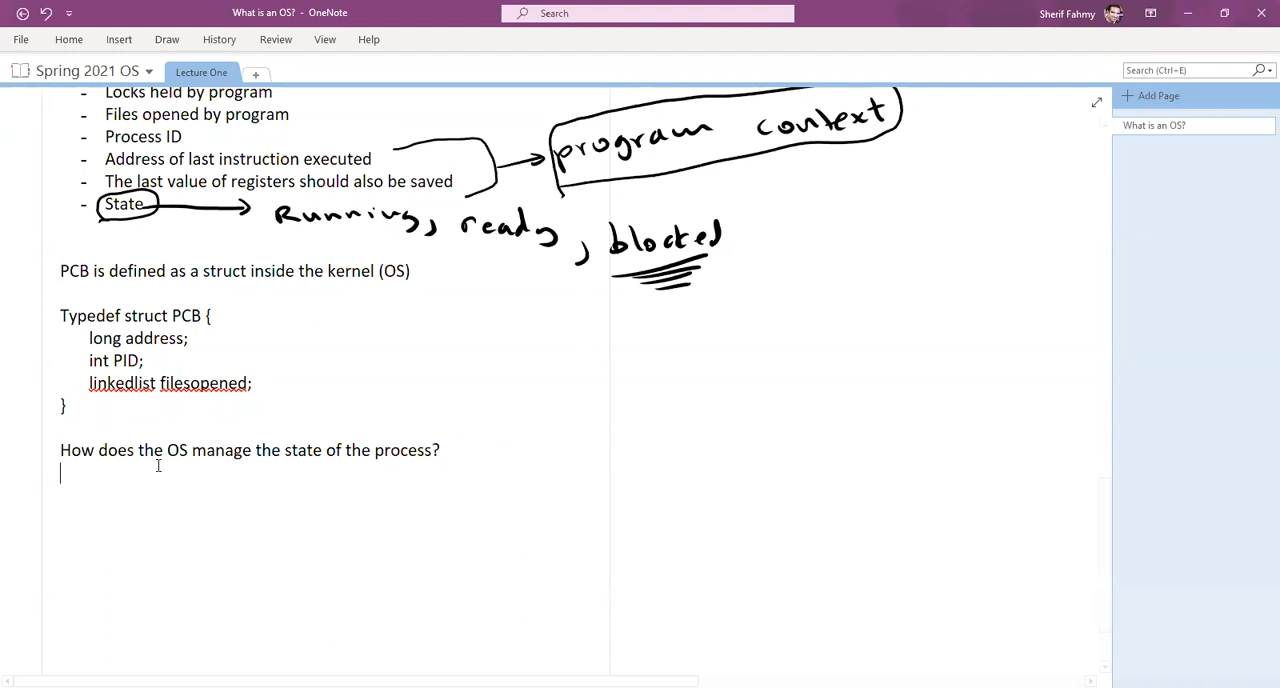 What is an OS? - OneNote
Search
Sherif Fahmy
File Home Insert Draw History Review View Help
Spring 2021 OS
Lecture One
+
Search (Ctrl+E)
Add Page
What is an OS?
- Locks held by program
- Files opened by program
- Process ID
- Address of last instruction executed
- The last value of registers should also be saved
program context
- State
Running, ready, blocked
PCB is defined as a struct inside the kernel (OS)
Typedef struct PCB {
long address;
int PID;
linkedlist filesopened;
}
How does the OS manage the state of the process?